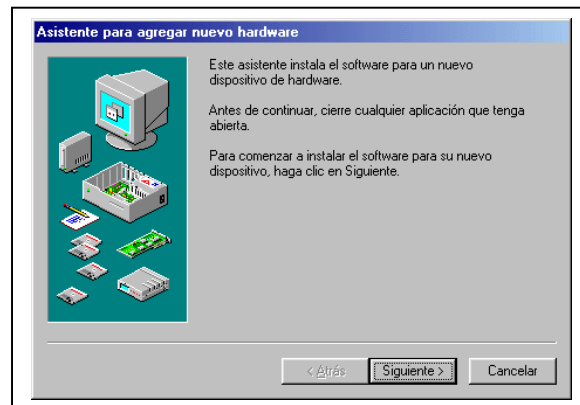 Asistente para agregar nuevo hardware
Este asistente instala el software para un nuevo
dispositivo de hardware.
Antes de continuar, cierre cualquier aplicación que tenga
abierta.
Para comenzar a instalar el software para su nuevo
dispositivo, haga clic en Siguiente.
< Atrás
Siguiente >
Cancelar